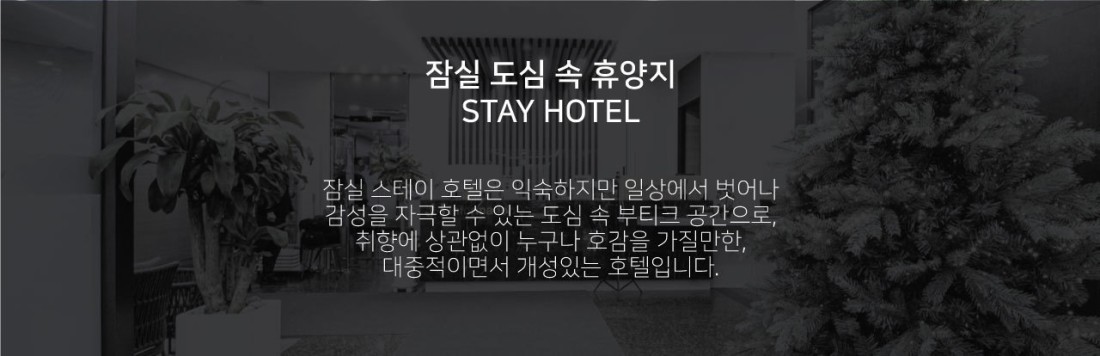 잠실 도심 속 휴양지
STAY HOTEL
잠실 스테이 호텔은 익숙하지만 일상에서 벗어나
감성을 자극할 수 있는 도심 속 부티크 공간으로,
취향에 상관없이 누구나 호감을 가질만한,
대중적이면서 개성있는 호텔입니다.